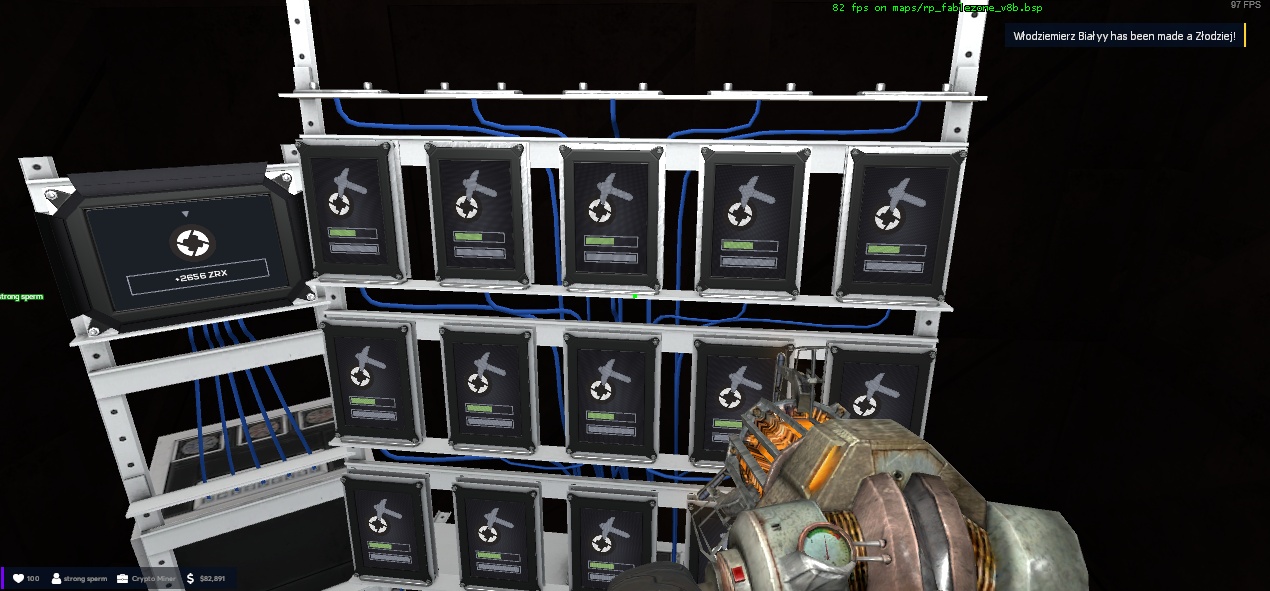 82 fps on maps/rp_fablezone_v8b.bsp
97 FPS
Włodziemierz Biały has been made a Złodziej!
+2656 ZRX
strong sperm
100
strong sperm
Crypto Miner
$82,891